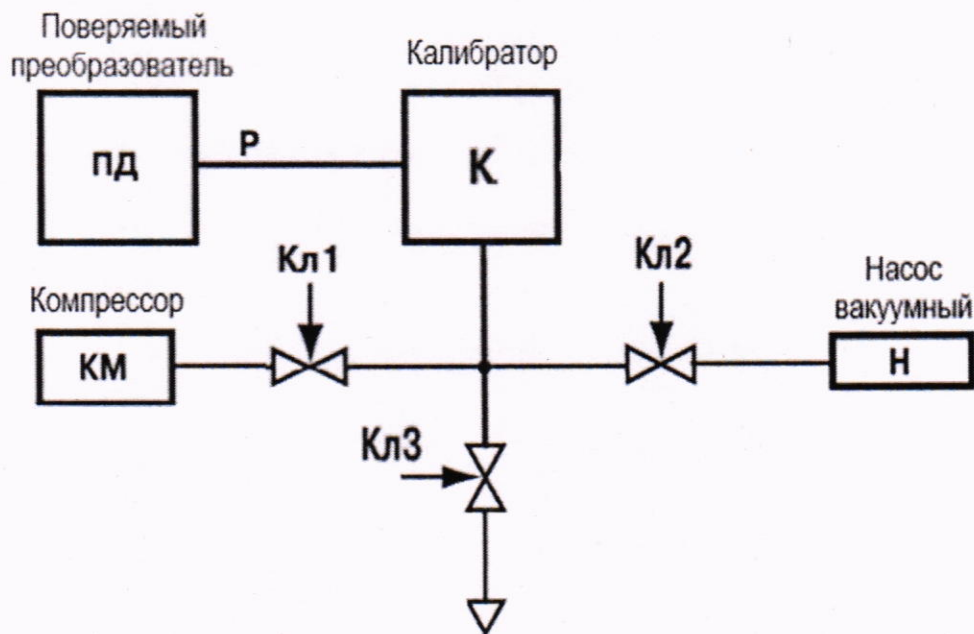 Поверяемый
преобразователь
Калибратор
ПД
Р
К
Кл1
Кл2
Компрессор
Насос
вакуумный
КМ
Н
Кл3